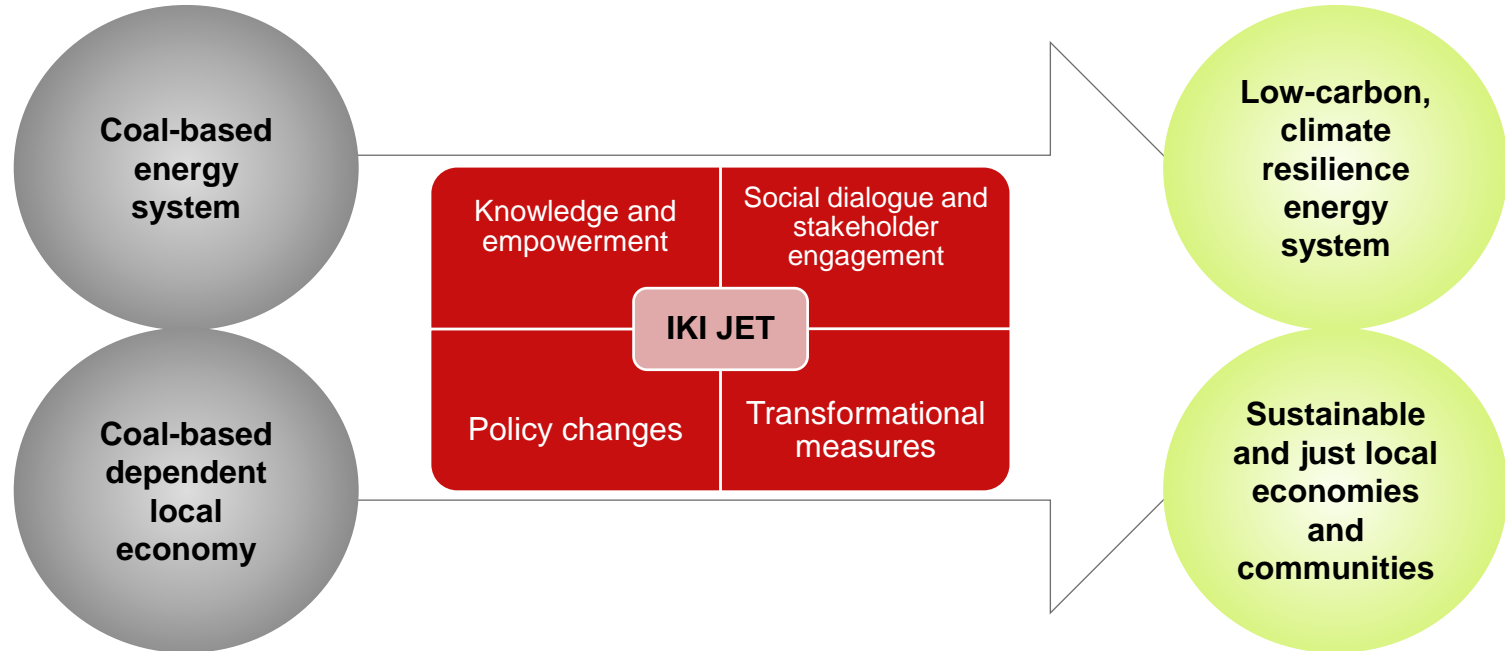 Coal-based
energy
system
Coal-based
dependent
local
economy
Knowledge and
empowerment
Social dialogue and
stakeholder
engagement
IKI JET
Policy changes
Transformational
measures
Low-carbon,
climate
resilience
energy
system
Sustainable
and just local
economies
and
communities